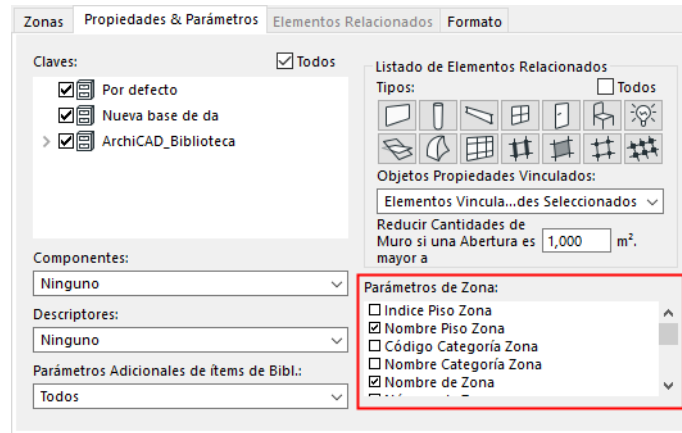 Zonas
Propiedades & Parámetros
Elementos Relacionados
Formato
Claves:
Todos
Por defecto
Nueva base de da
ArchiCAD_Biblioteca
Componentes:
Ninguno
Descriptores:
Ninguno
Parámetros Adicionales de ítems de Bibl.:
Todos
Listado de Elementos Relacionados
Tipos:
Todos
Objetos Propiedades Vinculados:
Elementos Vincula...des Seleccionados
Reducir Cantidades de
Muro si una Abertura es 1,000 m².
mayor a
Parámetros de Zona:
Indice Piso Zona
Nombre Piso Zona
Código Categoría Zona
Nombre Categoría Zona
Nombre de Zona